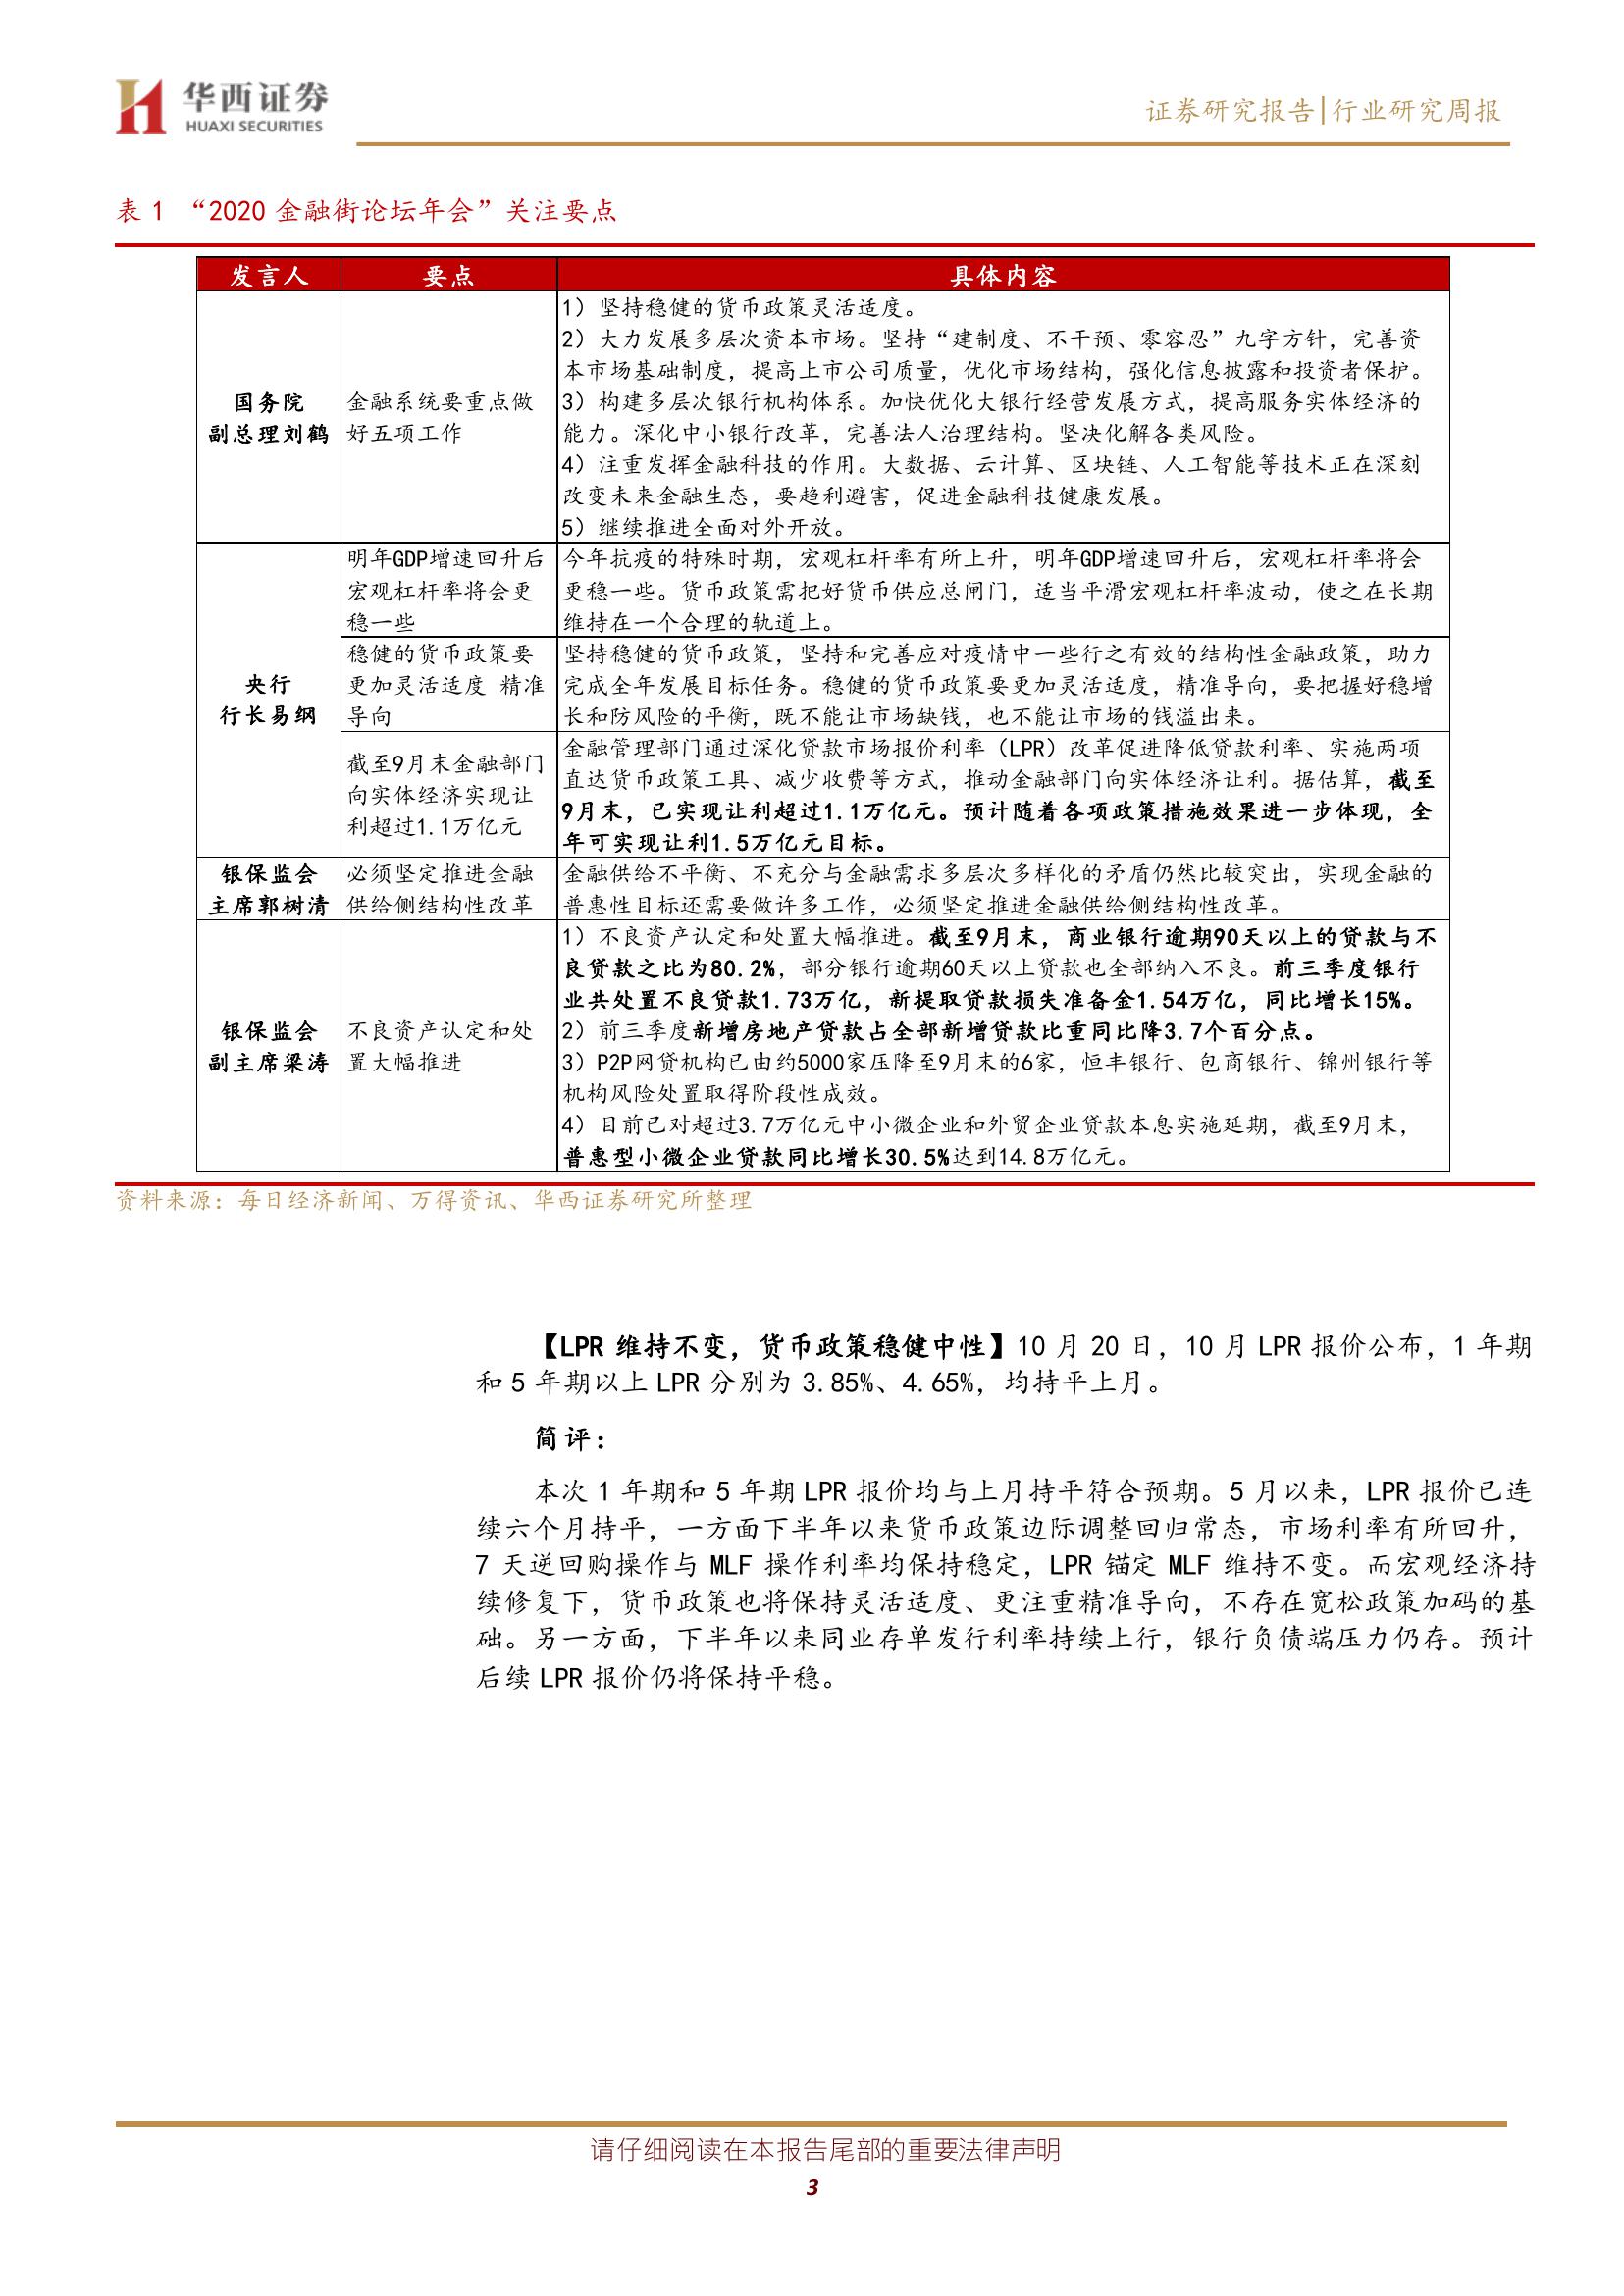 华西证券
HUAXI SECURITIES
证券研究报告|行业研究周报
表 1 “2020 金融街论坛年会”关注要点
发言人 要点 具体内容
国务院
副总理刘鹤
金融系统要重点做
好五项工作
1）坚持稳健的货币政策灵活适度。
2）大力发展多层次资本市场。坚持“建制度、不干预、零容忍”九字方针，完善资
本市场基础制度，提高上市公司质量，优化市场结构，强化信息披露和投资者保护。
3）构建多层次银行机构体系。加快优化大银行经营发展方式，提高服务实体经济的
能力。深化中小银行改革，完善法人治理结构。坚决化解各类风险。
4）注重发挥金融科技的作用。大数据、云计算、区块链、人工智能等技术正在深刻
改变未来金融生态，要趋利避害，促进金融科技健康发展。
5）继续推进全面对外开放。
央行
行长易纲
明年GDP增速回升后
宏观杠杆率将会更
稳一些
今年抗疫的特殊时期，宏观杠杆率有所上升，明年GDP增速回升后，宏观杠杆率将会
更稳一些。货币政策需把好货币供应总闸门，适当平滑宏观杠杆率波动，使之在长期
维持在一个合理的轨道上。
稳健的货币政策要
更加灵活适度 精准
导向
坚持稳健的货币政策，坚持和完善应对疫情中一些行之有效的结构性金融政策，助力
完成全年发展目标任务。稳健的货币政策要更加灵活适度，精准导向，要把握好稳增
长和防风险的平衡，既不能让市场缺钱，也不能让市场的钱溢出来。
截至9月末金融部门
向实体经济实现让
利超过1.1万亿元
金融管理部门通过深化贷款市场报价利率（LPR）改革促进降低贷款利率、实施两项
直达货币政策工具、减少收费等方式，推动金融部门向实体经济让利。据估算，截至
9月末，已实现让利超过1.1万亿元。预计随着各项政策措施效果进一步体现，全
年可实现让利1.5万亿元目标。
银保监会
主席郭树清
必须坚定推进金融
供给侧结构性改革
金融供给不平衡、不充分与金融需求多层次多样化的矛盾仍然比较突出，实现金融的
普惠性目标还需要做许多工作，必须坚定推进金融供给侧结构性改革。
银保监会
副主席梁涛
不良资产认定和处
置大幅推进
1）不良资产认定和处置大幅推进。截至9月末，商业银行逾期90天以上的贷款与不
良贷款之比为80.2%，部分银行逾期60天以上贷款也全部纳入不良。前三季度银行
业共处置不良贷款1.73万亿，新提取贷款损失准备金1.54万亿，同比增长15%。
2）前三季度新增房地产贷款占全部新增贷款比重同比降3.7个百分点。
3）P2P网贷机构已由约5000家压降至9月末的6家，恒丰银行、包商银行、锦州银行等
机构风险处置取得阶段性成效。
4）目前已对超过3.7万亿元中小微企业和外贸企业贷款本息实施延期，截至9月末，
普惠型小微企业贷款同比增长30.5%达到14.8万亿元。
资料来源：每日经济新闻、万得资讯、华西证券研究所整理
【LPR 维持不变，货币政策稳健中性】10 月 20 日，10 月 LPR 报价公布，1 年期
和 5 年期以上 LPR 分别为 3.85%、4.65%，均持平上月。
简评：
本次 1 年期和 5 年期 LPR 报价均与上月持平符合预期。5 月以来，LPR 报价已连
续六个月持平，一方面下半年以来货币政策边际调整回归常态，市场利率有所回升，
7 天逆回购操作与 MLF 操作利率均保持稳定，LPR 锚定 MLF 维持不变。而宏观经济持
续修复下，货币政策也将保持灵活适度、更注重精准导向，不存在宽松政策加码的基
础。另一方面，下半年以来同业存单发行利率持续上行，银行负债端压力仍存。预计
后续 LPR 报价仍将保持平稳。
请仔细阅读在本报告尾部的重要法律声明
3